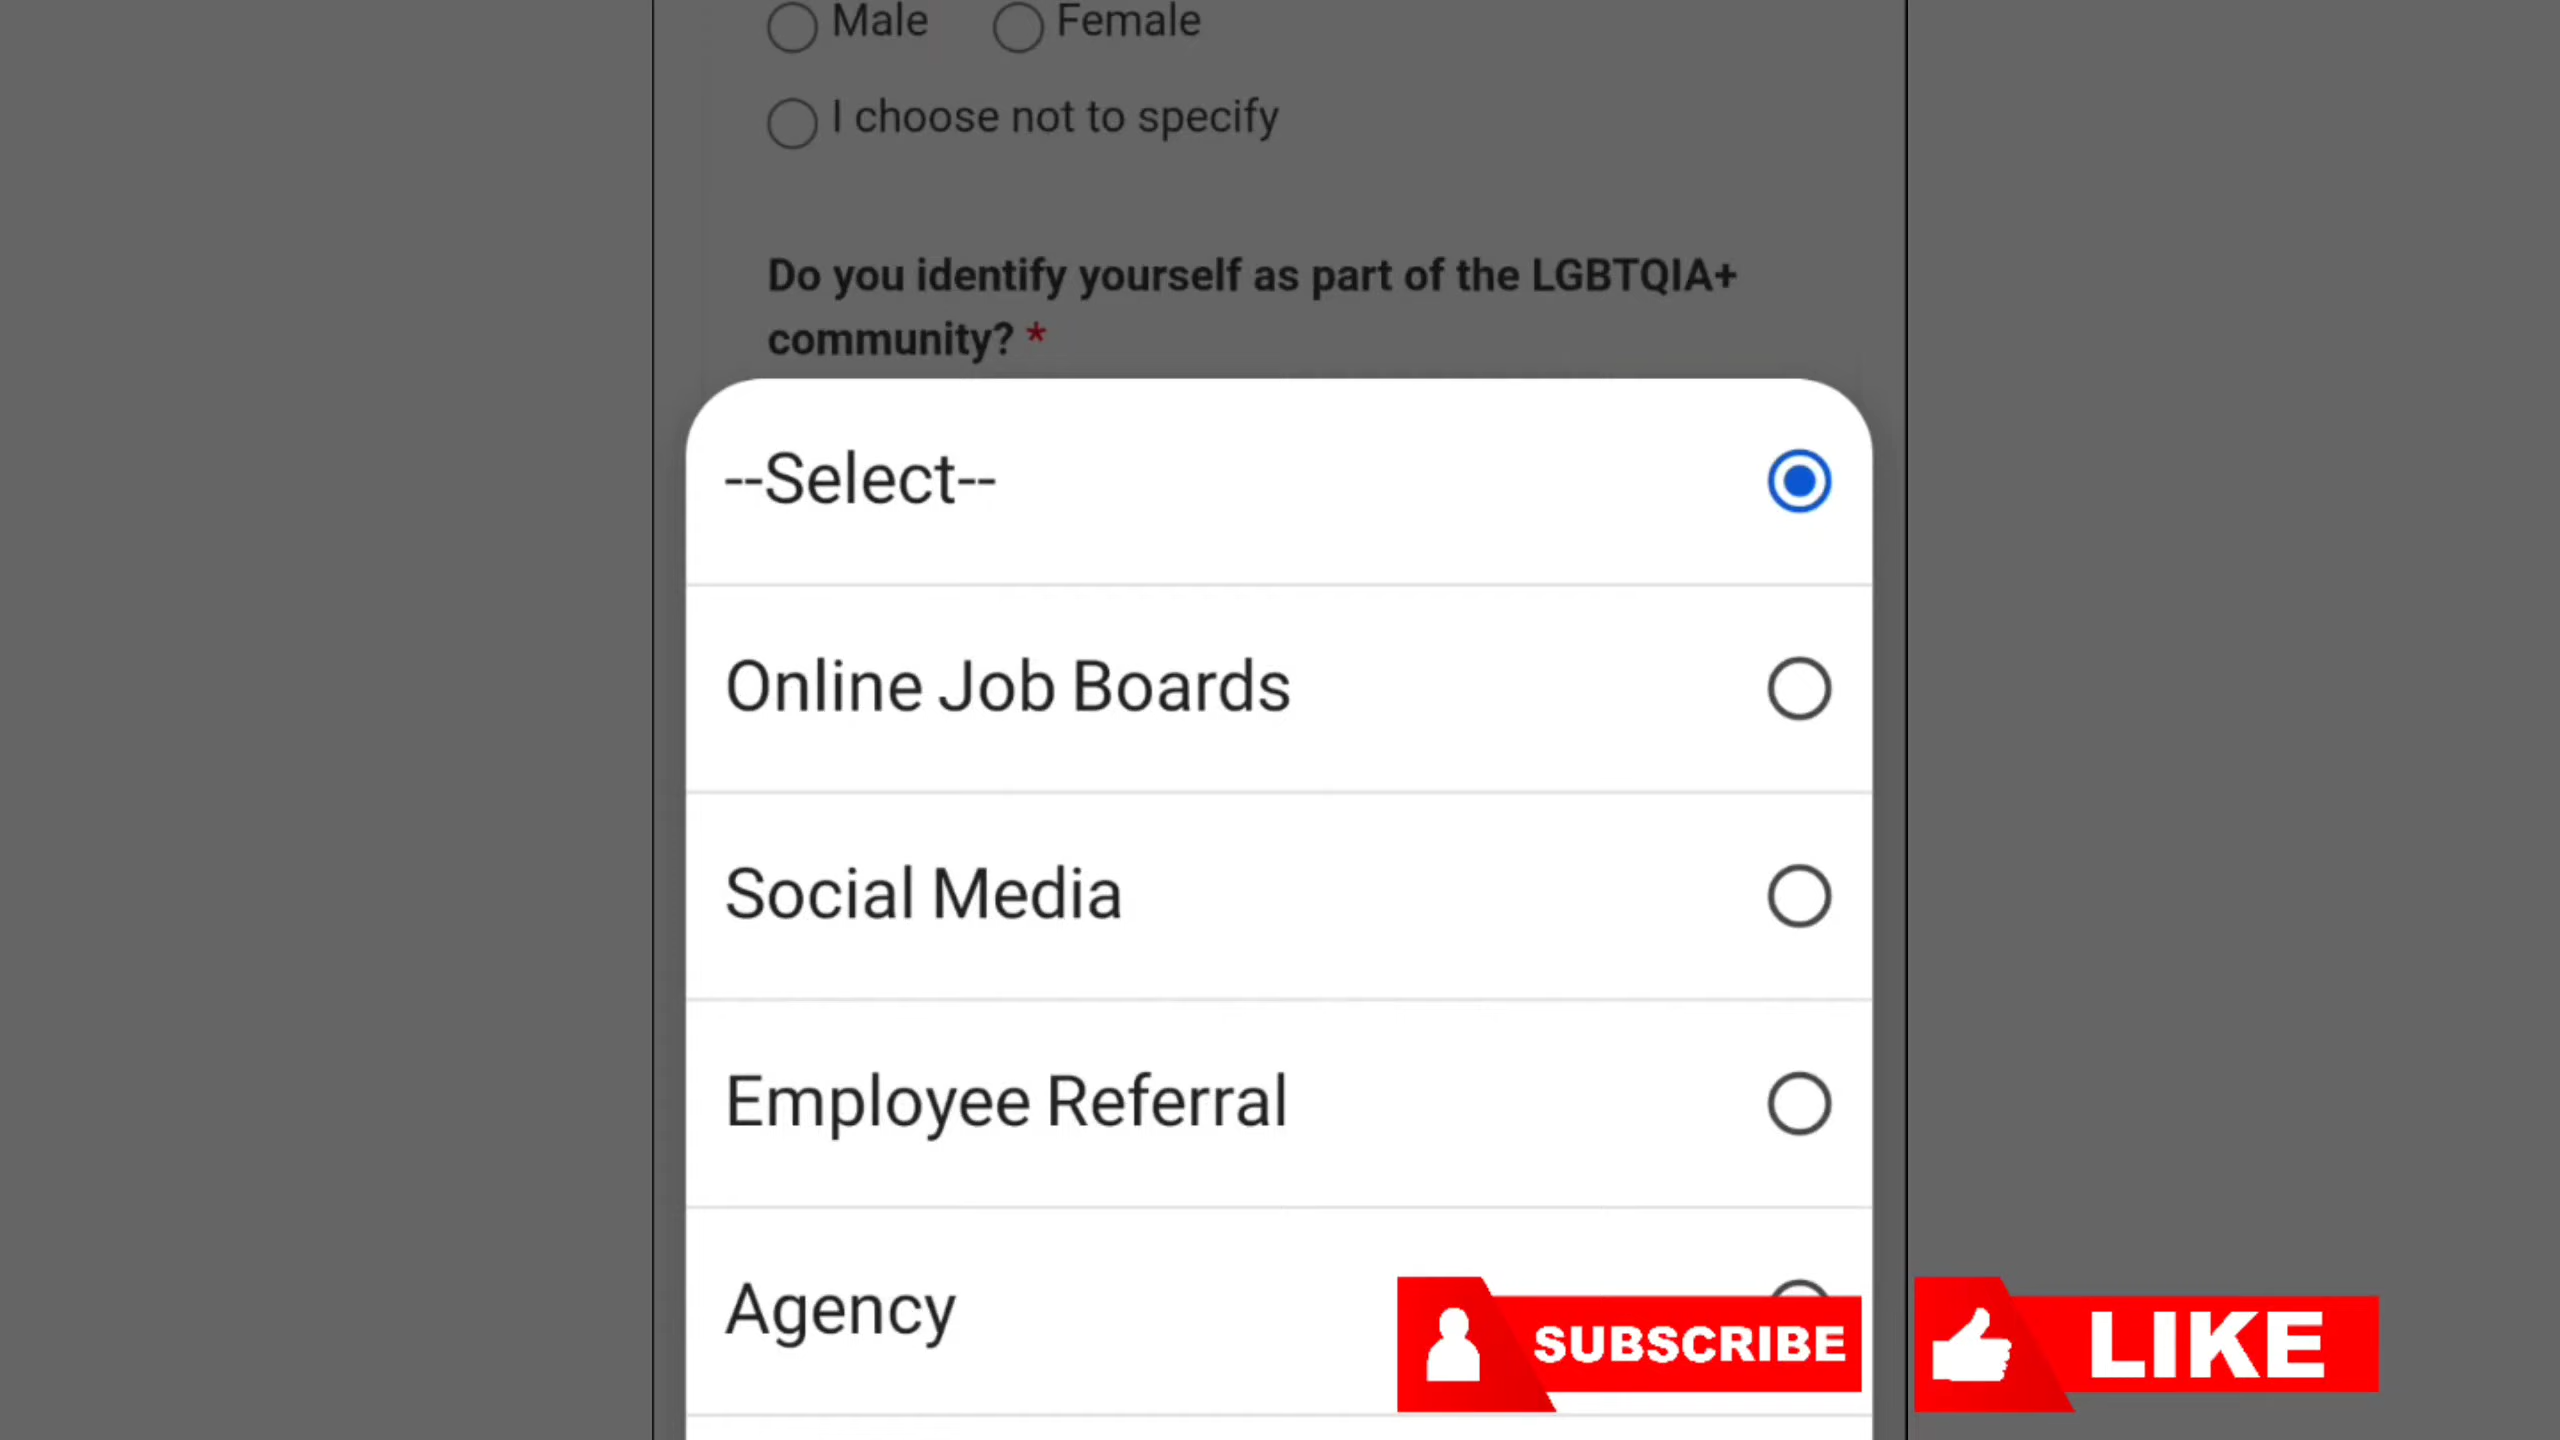 Male Female
I choose not to specify
Do you identify yourself as part of the LGBTQIA+
community? *
--Select--
Online Job Boards
Social Media
Employee Referral
Agency
SUBSCRIBE LIKE